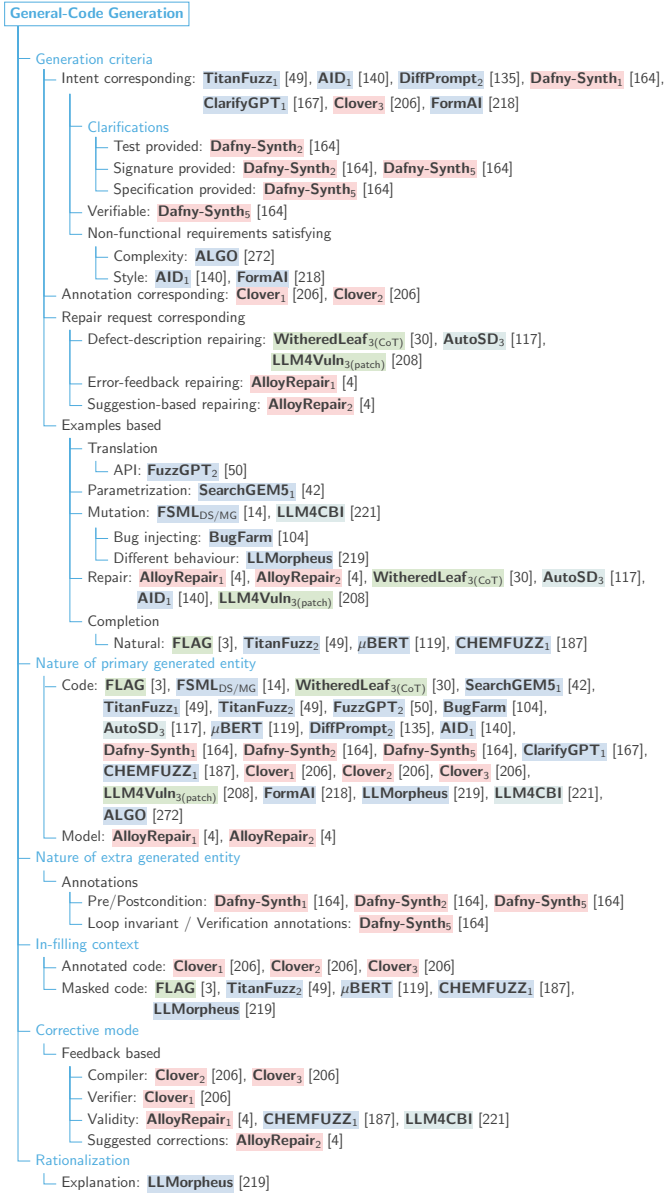 General-Code Generation
Generation criteria
Intent corresponding: TitanFuzz1 [49], AID1 [140], DiffPrompt2 [135], Dafny-Synth1 [164],
ClarifyGPT1 [167], Clover3 [206], FormAI [218]
Clarifications
Test provided: Dafny-Synth2 [164]
Signature provided: Dafny-Synth2 [164], Dafny-Synth5 [164]
Specification provided: Dafny-Synth5 [164]
Verifiable: Dafny-Synth5 [164]
Non-functional requirements satisfying
Complexity: ALGO [272]
Style: AID1 [140], FormAI [218]
Annotation corresponding: Clover1 [206], Clover2 [206]
Repair request corresponding
Defect-description repairing: WitheredLeaf3(CoT) [30], AutoSD3 [117],
LLM4Vuln3(patch) [208]
Error-feedback repairing: AlloyRepair1 [4]
Suggestion-based repairing: AlloyRepair2 [4]
Examples based
Translation
API: FuzzGPT2 [50]
Parametrization: SearchGEM51 [42]
Mutation: FSMLDS/MG [14], LLM4CBI [221]
Bug injecting: BugFarm [104]
Different behaviour: LLMorpheus [219]
Repair: AlloyRepair1 [4], AlloyRepair2 [4], WitheredLeaf3(CoT) [30], AutoSD3 [117],
AID1 [140], LLM4Vuln3(patch) [208]
Completion
Natural: FLAG [3], TitanFuzz2 [49], μBERT [119], CHEMFUZZ1 [187]
Nature of primary generated entity
Code: FLAG [3], FSMLDS/MG [14], WitheredLeaf3(CoT) [30], SearchGEM51 [42],
TitanFuzz1 [49], TitanFuzz2 [49], FuzzGPT2 [50], BugFarm [104],
AutoSD3 [117], μBERT [119], DiffPrompt2 [135], AID1 [140],
Dafny-Synth1 [164], Dafny-Synth2 [164], Dafny-Synth5 [164], ClarifyGPT1 [167],
CHEMFUZZ1 [187], Clover1 [206], Clover2 [206], Clover3 [206],
LLM4Vuln3(patch) [208], FormAI [218], LLMorpheus [219], LLM4CBI [221],
ALGO [272]
Model: AlloyRepair1 [4], AlloyRepair2 [4]
Nature of extra generated entity
Annotations
Pre/Postcondition: Dafny-Synth1 [164], Dafny-Synth2 [164], Dafny-Synth5 [164]
Loop invariant / Verification annotations: Dafny-Synth5 [164]
In-filling context
Annotated code: Clover1 [206], Clover2 [206], Clover3 [206]
Masked code: FLAG [3], TitanFuzz2 [49], μBERT [119], CHEMFUZZ1 [187],
LLMorpheus [219]
Corrective mode
Feedback based
Compiler: Clover2 [206], Clover3 [206]
Verifier: Clover1 [206]
Validity: AlloyRepair1 [4], CHEMFUZZ1 [187], LLM4CBI [221]
Suggested corrections: AlloyRepair2 [4]
Rationalization
Explanation: LLMorpheus [219]